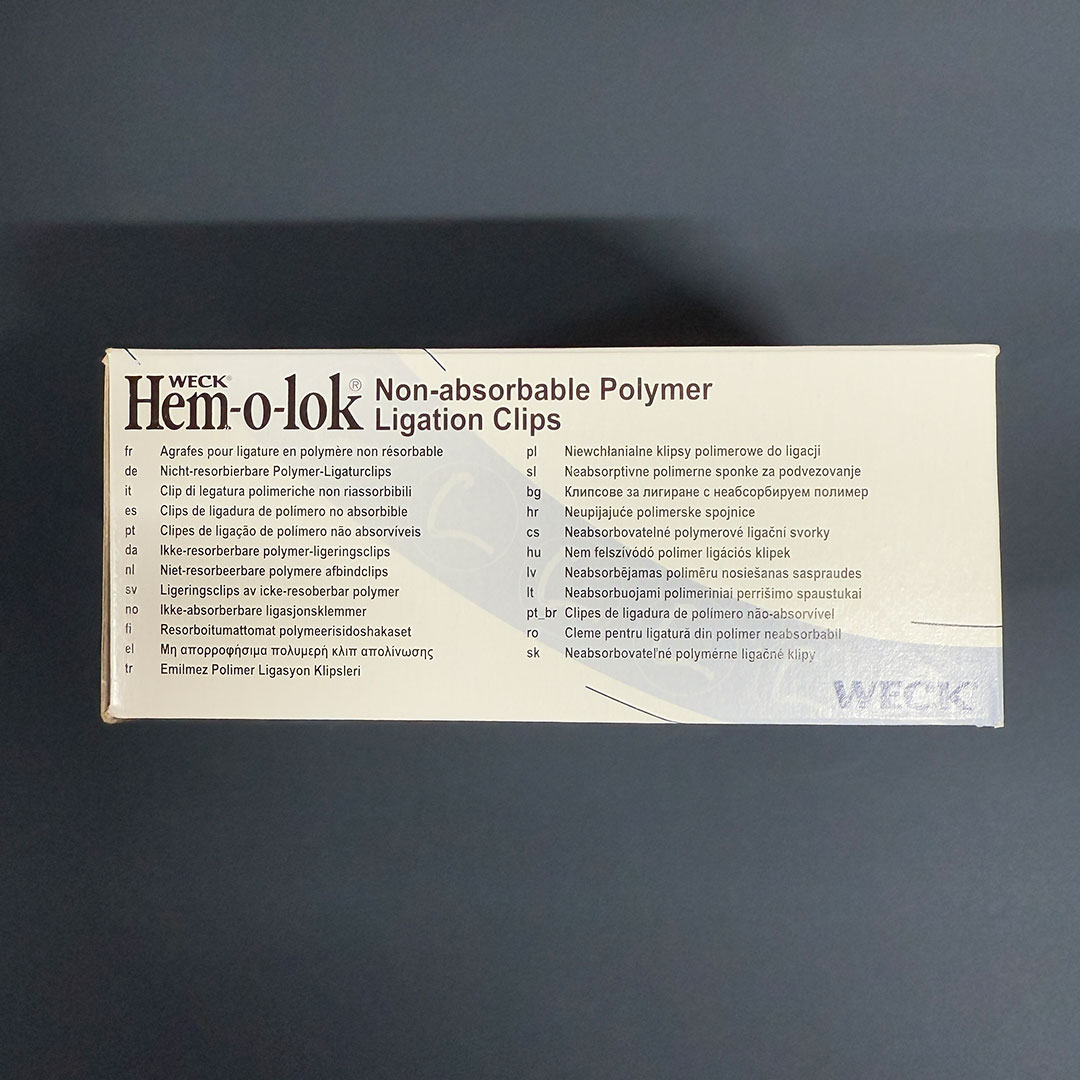 WECK®
Hem-o-lok® Non-absorbable Polymer
Ligation Clips
fr Agrafes pour ligature en polymère non résorbable
de Nicht-resorbierbare Polymer-Ligaturclips
it Clip di legatura polimeriche non riassorbibili
es Clips de ligadura de polímero no absorbible
pt Clipes de ligação de polímero não absorvíveis
da Ikke-resorberbare polymer-ligeringsclips
nl Niet-resorbeerbare polymere afbindclips
sv Ligeringsclips av icke-resoberbar polymer
no Ikke-absorberbare ligasjonsklemmer
fi Resorboitumattomat polymeerisidoshakaset
el Μη απορροφήσιμα πολυμερή κλιπ απολίνωσης
tr Emilmez Polimer Ligasyon Klipsleri
pl Niewchłanialne klipsy polimerowe do ligacji
sl Neabsorptivne polimerne sponke za podvezovanje
bg Клипсове за лигиране с неабсорбируем полимер
hr Neupijajuće polimerske spojnice
cs Neabsorbovatelné polymerové ligační svorky
hu Nem felszívódó polimer ligációs klipek
lv Neabsorbējamas polimēru nosiešanas saspraudes
lt Neabsorbuojami polimeriniai perrišimo spaustukai
pt_br Clipes de ligadura de polímero não-absorvível
ro Cleme pentru ligatură din polimer neabsorbabil
sk Neabsorbovateľné polymérne ligačné klipy
WECK